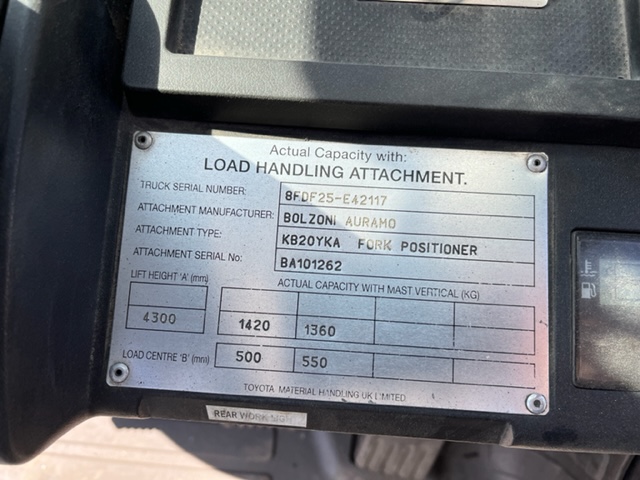 Actual Capacity with:
LOAD HANDLING ATTACHMENT.
TRUCK SERIAL NUMBER: 8FDF25-E42117
ATTACHMENT MANUFACTURER: BOLZONI AURAMO
ATTACHMENT TYPE: KB20YKA FORK POSITIONER
ATTACHMENT SERIAL No: BA101262
LIFT HEIGHT 'A' (mm) ACTUAL CAPACITY WITH MAST VERTICAL (KG)
4300 1420 1360
LOAD CENTRE 'B' (mm) 500 550
TOYOTA MATERIAL HANDLING UK LIMITED
REAR WORK